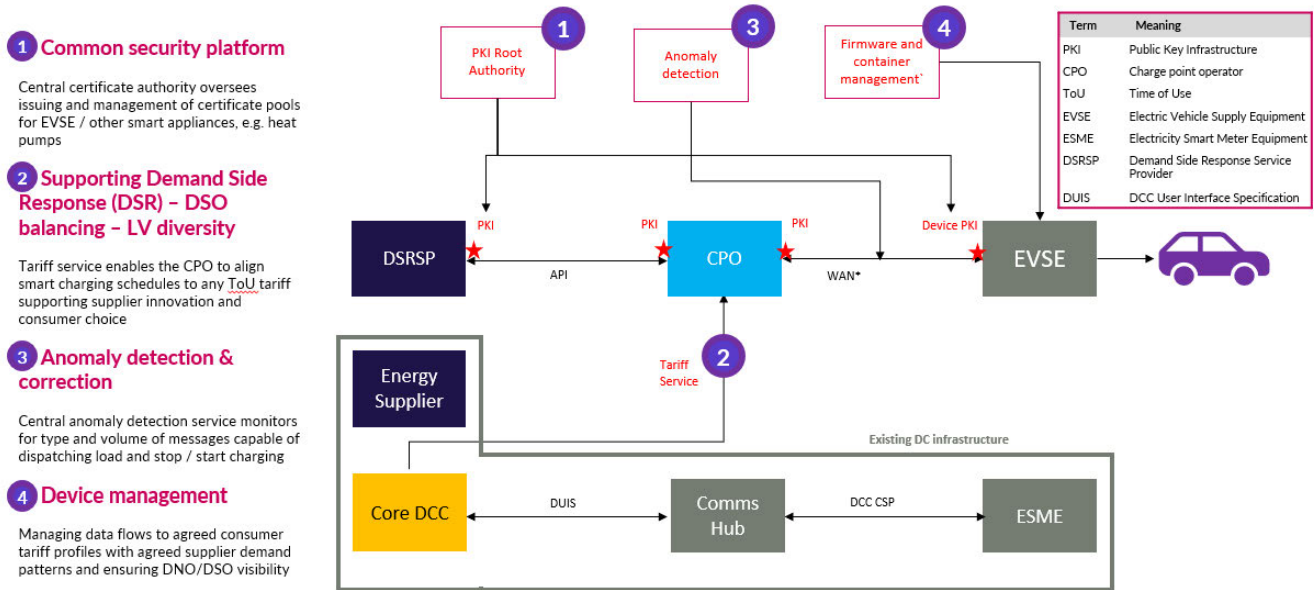 1 Common security platform
Central certificate authority oversees
issuing and management of certificate pools
for EVSE / other smart appliances, e.g. heat
pumps
2 Supporting Demand Side
Response (DSR) – DSO
balancing – LV diversity
Tariff service enables the CPO to align
smart charging schedules to any ToU tariff
supporting supplier innovation and
consumer choice
3 Anomaly detection &
correction
Central anomaly detection service monitors
for type and volume of messages capable of
dispatching load and stop / start charging
4 Device management
Managing data flows to agreed consumer
tariff profiles with agreed supplier demand
patterns and ensuring DNO/DSO visibility
1
PKI Root
Authority
3
Anomaly
detection
4
Firmware and
container
management`
Term Meaning
PKI Public Key Infrastructure
CPO Charge point operator
ToU Time of Use
EVSE Electric Vehicle Supply Equipment
ESME Electricity Smart Meter Equipment
DSRSP Demand Side Response Service
Provider
DUIS DCC User Interface Specification
DSRSP
PKI
API
PKI
CPO
PKI
WAN*
Device PKI
EVSE
2
Tariff
Service
Energy
Supplier
Existing DC infrastructure
Core DCC
DUIS
Comms
Hub
DCC CSP
ESME